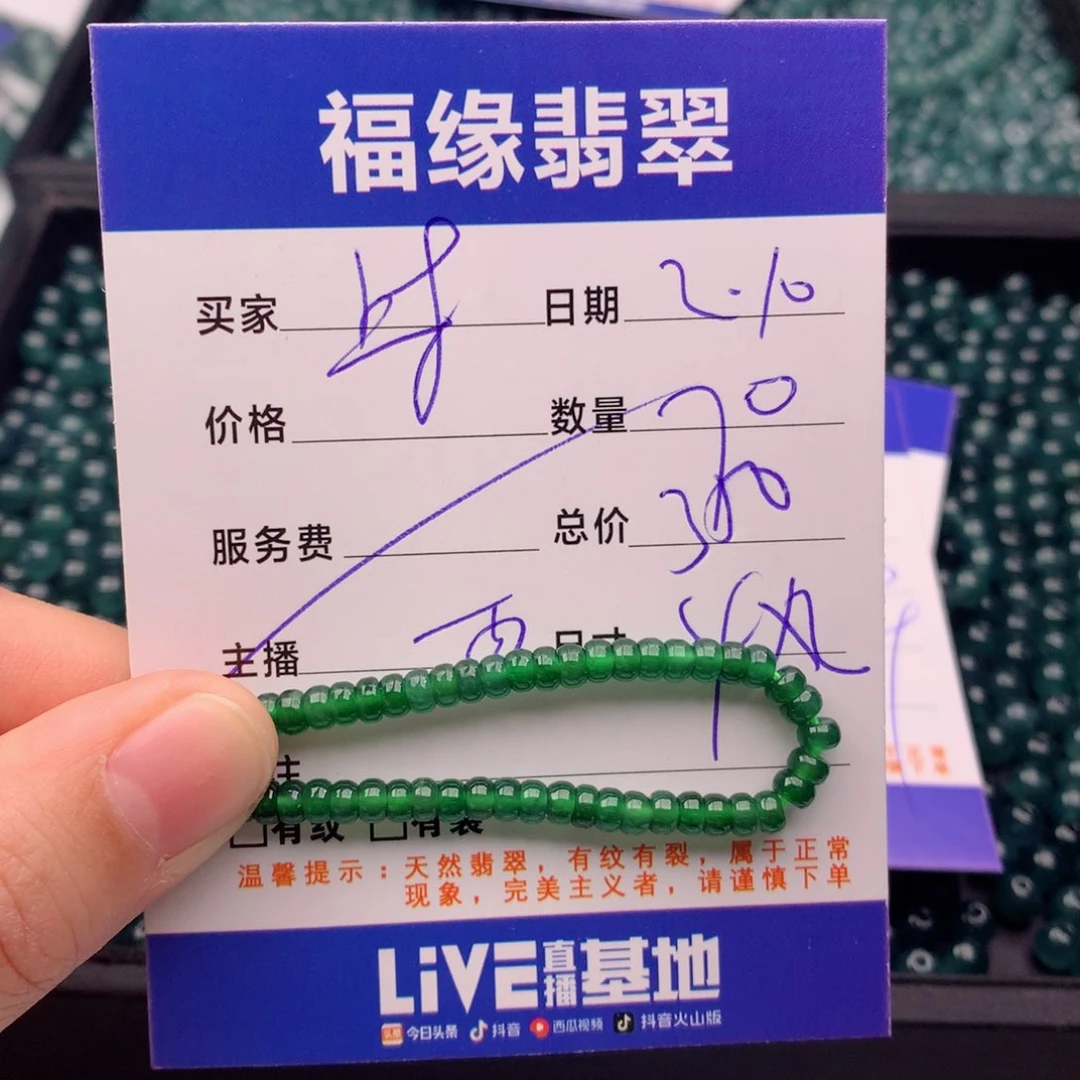 福缘翡翠
买家 日期 2.10
价格 数量 70
服务费 总价
主播
注
□有纹 □有裂
温馨提示：天然翡翠，有纹有裂，属于正常
现象，完美主义者，请谨慎下单
LiVE直播基地
头条 今日头条 抖音 西瓜视频 抖音火山版